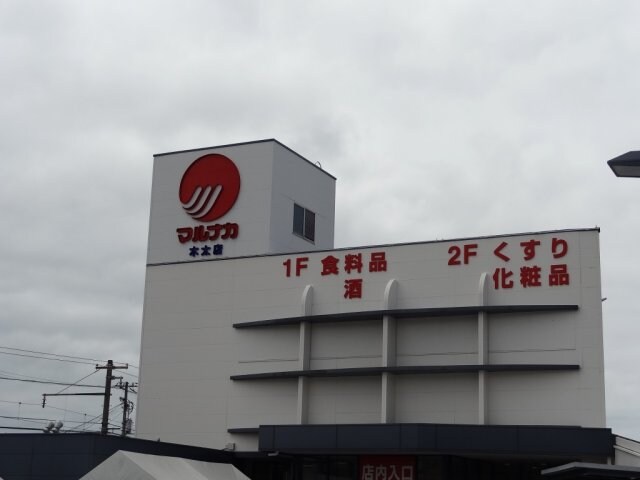 マルナカ
木太店
1F 食料品
酒
2F くすり
化粧品
店内入口